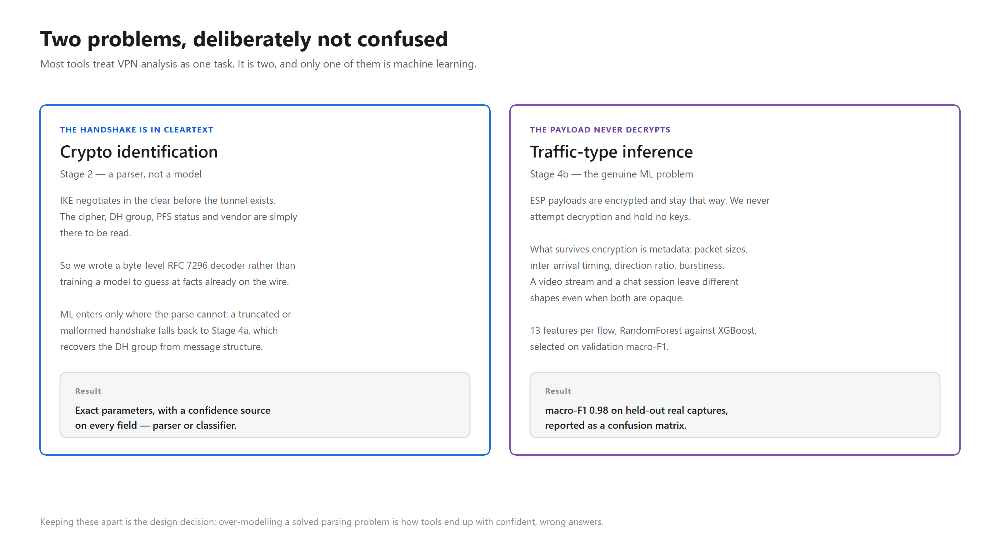 Two problems, deliberately not confused
Most tools treat VPN analysis as one task. It is two, and only one of them is machine learning.
THE HANDSHAKE IS IN CLEARTEXT
Crypto identification
Stage 2 — a parser, not a model
IKE negotiates in the clear before the tunnel exists.
The cipher, DH group, PFS status and vendor are simply
there to be read.
So we wrote a byte-level RFC 7296 decoder rather than
training a model to guess at facts already on the wire.
ML enters only where the parse cannot: a truncated or
malformed handshake falls back to Stage 4a, which
recovers the DH group from message structure.
Result
Exact parameters, with a confidence source
on every field — parser or classifier.
THE PAYLOAD NEVER DECRYPTS
Traffic-type inference
Stage 4b — the genuine ML problem
ESP payloads are encrypted and stay that way. We never
attempt decryption and hold no keys.
What survives encryption is metadata: packet sizes,
inter-arrival timing, direction ratio, burstiness.
A video stream and a chat session leave different
shapes even when both are opaque.
13 features per flow, RandomForest against XGBoost,
selected on validation macro-F1.
Result
macro-F1 0.98 on held-out real captures,
reported as a confusion matrix.
Keeping these apart is the design decision: over-modelling a solved parsing problem is how tools end up with confident, wrong answers.